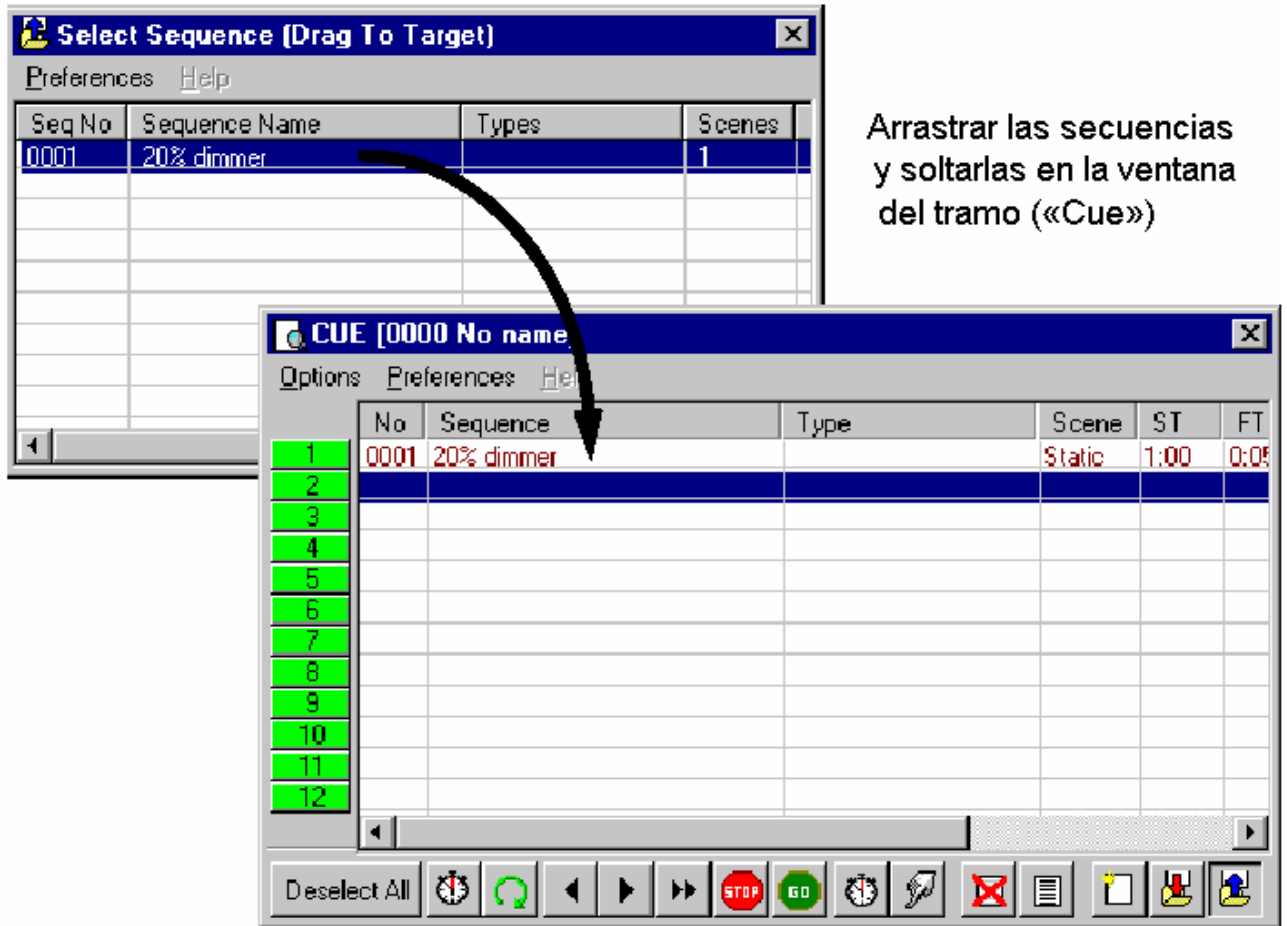 Select Sequence (Drag To Target)
Preferences Help
Seq No Sequence Name Types Scenes
0001 20% dimmer 1
Arrastrar las secuencias
y soltarlas en la ventana
del tramo («Cue»)
CUE [0000 No name
Options Preferences
No Sequence Type Scene ST FT
1 0001 20% dimmer Static 1:00 0:05
2
3
4
5
6
7
8
9
10
11
12
Deselect All STOP GO